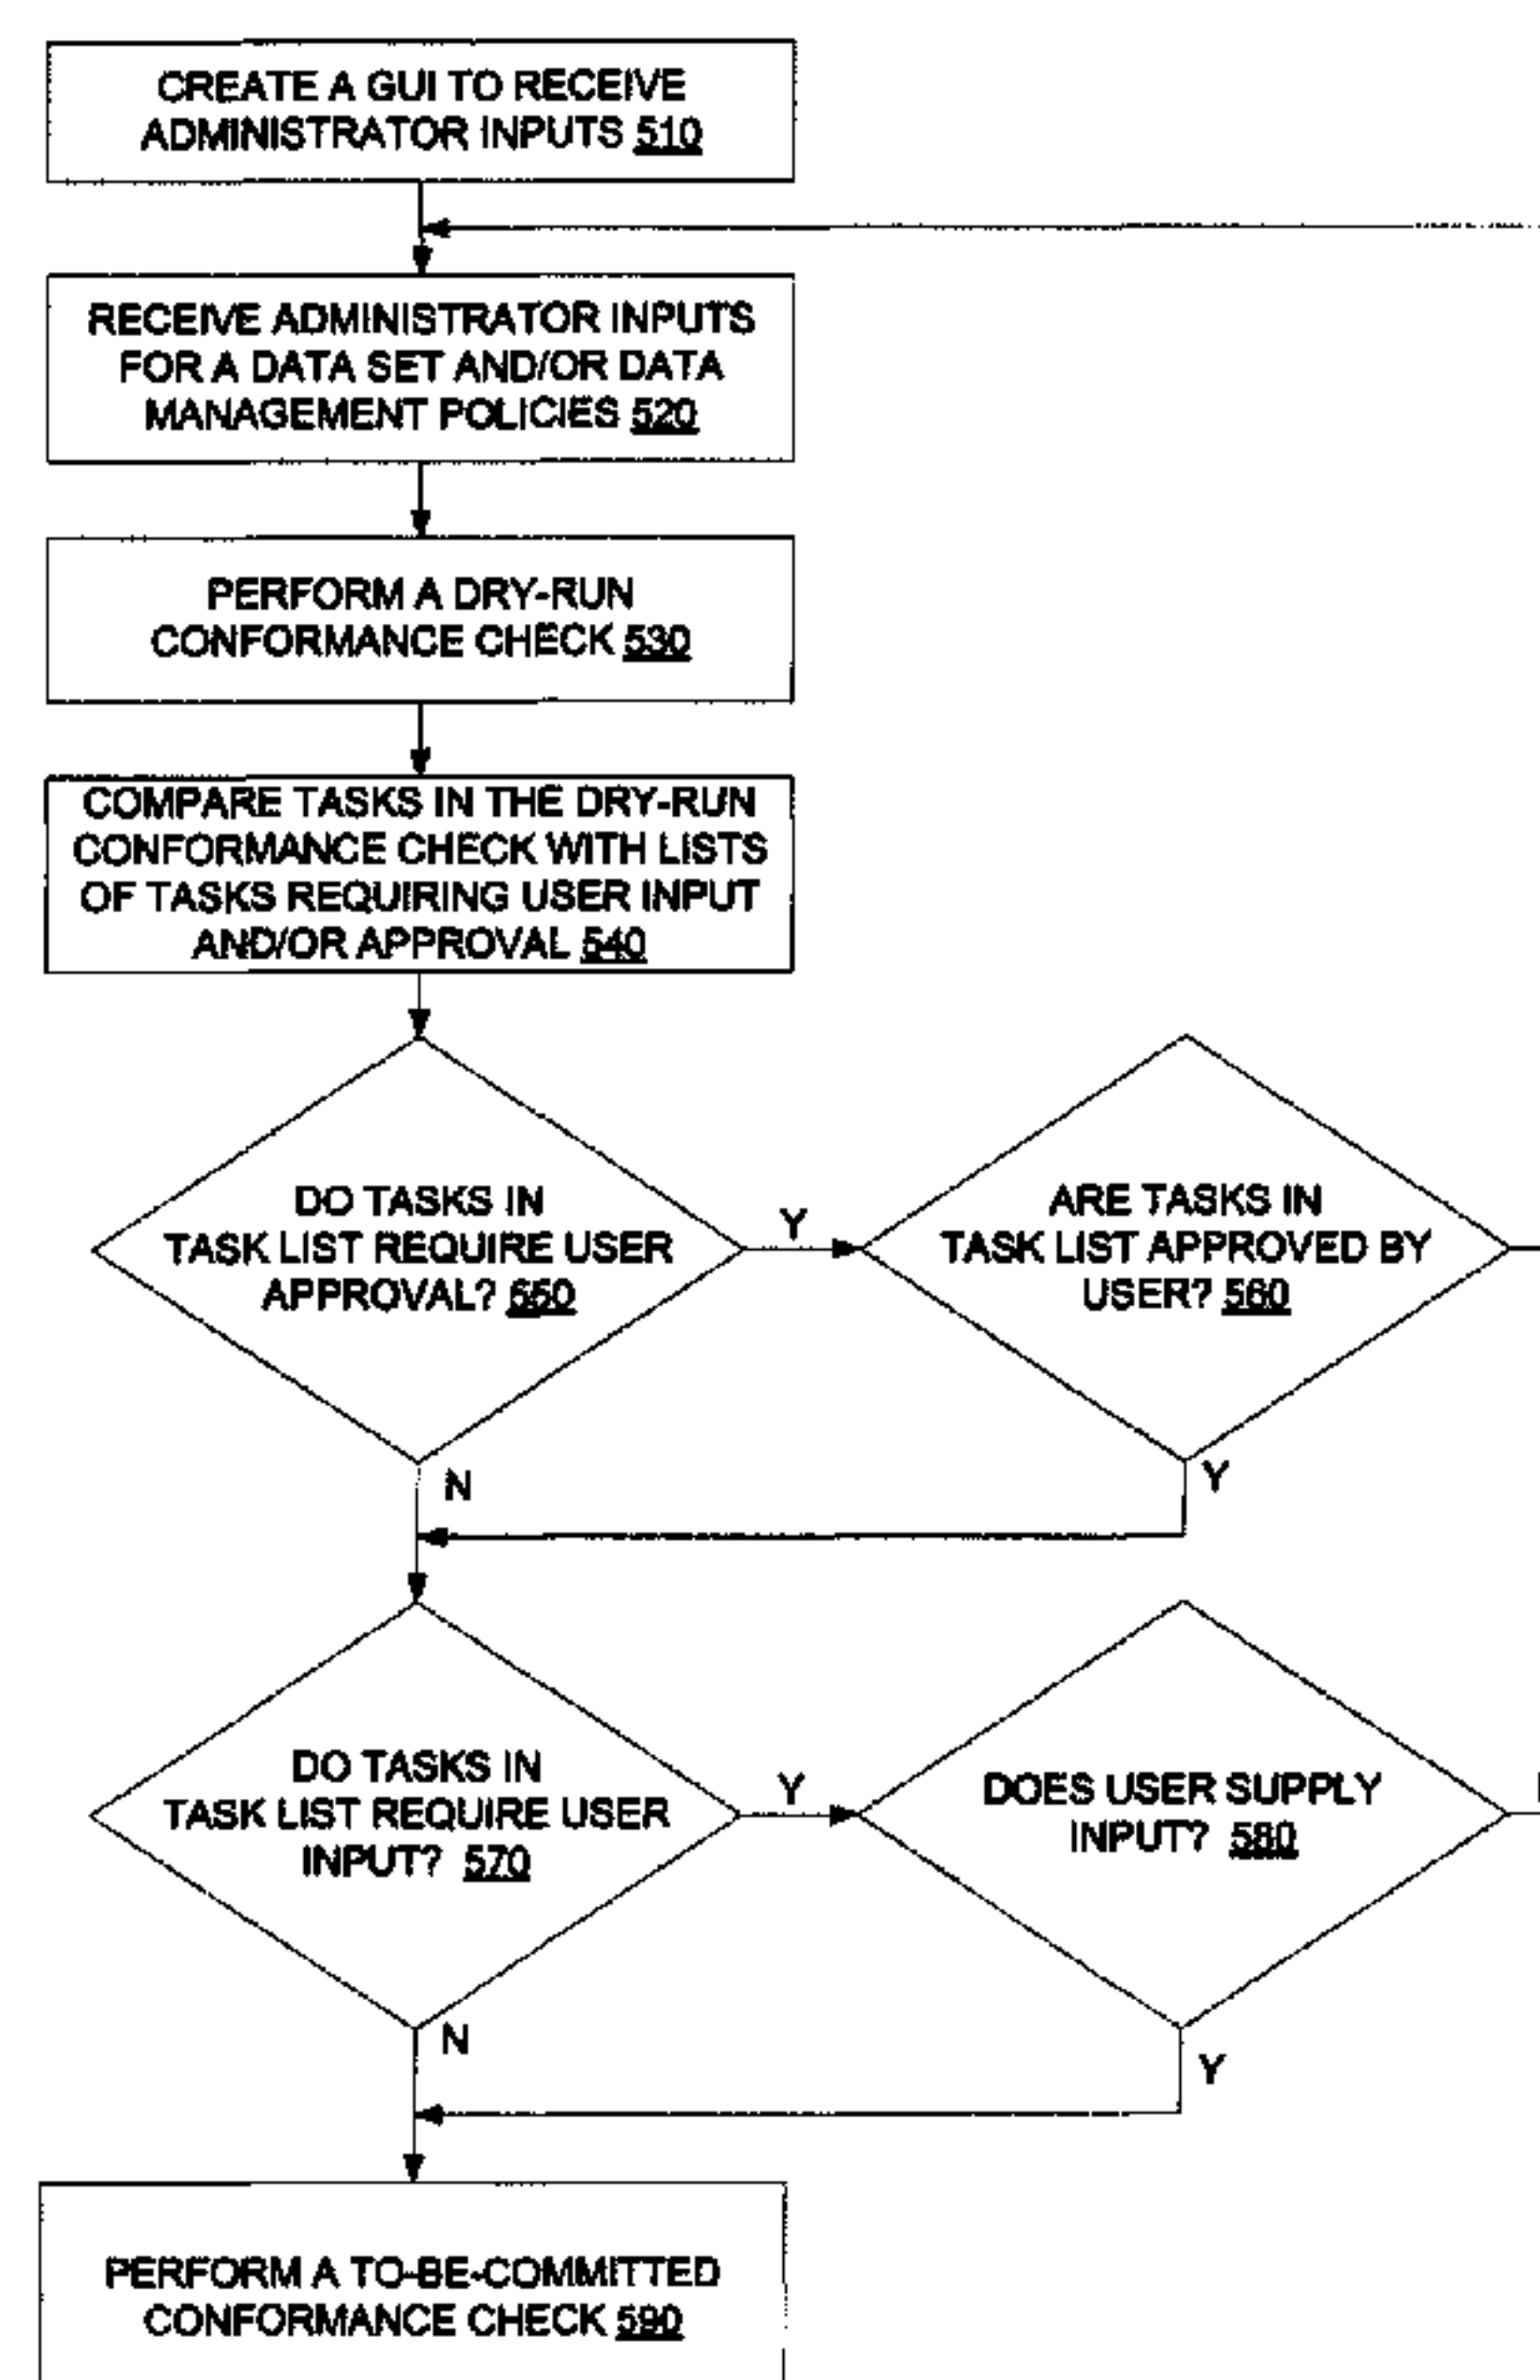 CREATE A GUI TO RECEIVE
ADMINISTRATOR INPUTS 510
RECEIVE ADMINISTRATOR INPUTS
FOR A DATA SET AND/OR DATA
MANAGEMENT POLICIES 520
PERFORM A DRY-RUN
CONFORMANCE CHECK 530
COMPARE TASKS IN THE DRY-RUN
CONFORMANCE CHECK WITH LISTS
OF TASKS REQUIRING USER INPUT
AND/OR APPROVAL 540
DO TASKS IN
TASK LIST REQUIRE USER
APPROVAL? 550
Y
ARE TASKS IN
TASK LIST APPROVED BY
USER? 560
N
Y
DO TASKS IN
TASK LIST REQUIRE USER
INPUT? 570
Y
DOES USER SUPPLY
INPUT? 580
N
Y
PERFORM A TO-BE-COMMITTED
CONFORMANCE CHECK 590